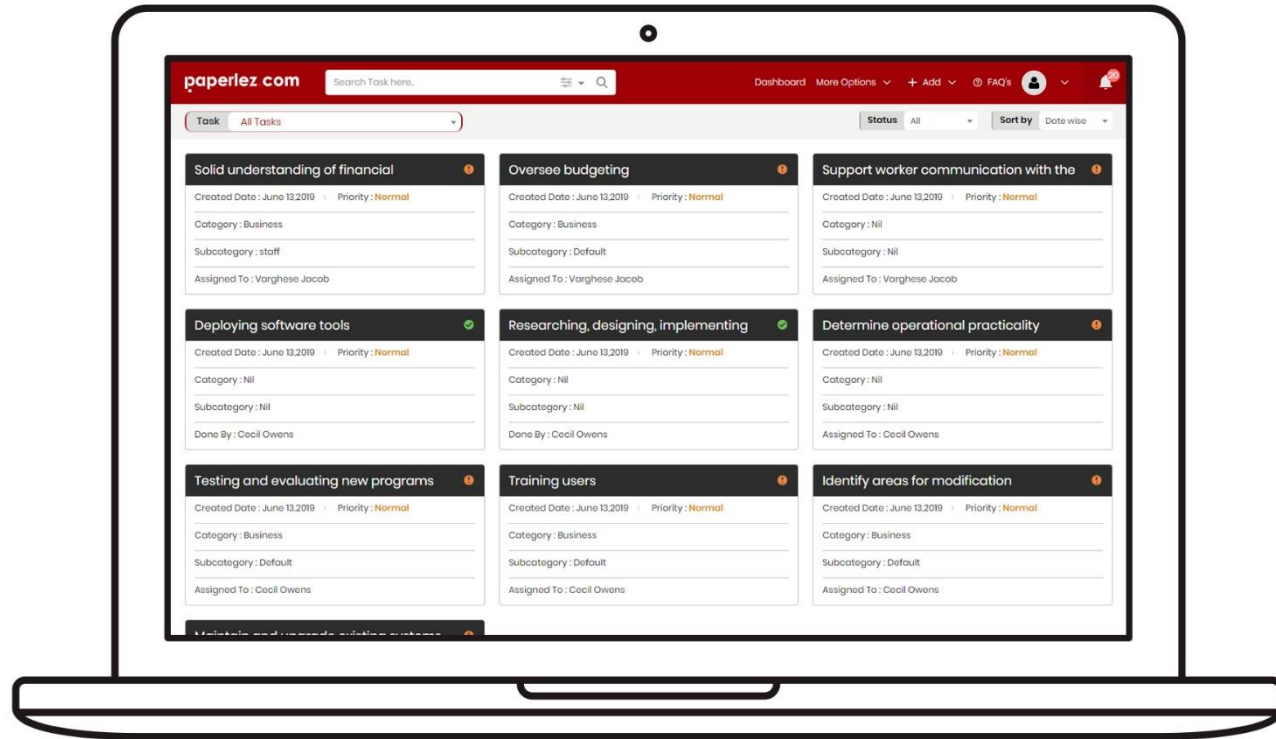 paperlez com
Search Task here..
Dashboard More Options + Add FAQ's 20
Task All Tasks
Status All Sort by Date wise
Solid understanding of financial
Created Date : June 13,2019 Priority : Normal
Category : Business
Subcategory : staff
Assigned To : Varghese Jacob
Oversee budgeting
Created Date : June 13,2019 Priority : Normal
Category : Business
Subcategory : Default
Assigned To : Varghese Jacob
Support worker communication with the
Created Date : June 13,2019 Priority : Normal
Category : Nil
Subcategory : Nil
Assigned To : Varghese Jacob
Deploying software tools
Created Date : June 13,2019 Priority : Normal
Category : Nil
Subcategory : Nil
Done By : Cecil Owens
Researching, designing, implementing
Created Date : June 13,2019 Priority : Normal
Category : Nil
Subcategory : Nil
Done By : Cecil Owens
Determine operational practicality
Created Date : June 13,2019 Priority : Normal
Category : Nil
Subcategory : Nil
Assigned To : Cecil Owens
Testing and evaluating new programs
Created Date : June 13,2019 Priority : Normal
Category : Business
Subcategory : Default
Assigned To : Cecil Owens
Training users
Created Date : June 13,2019 Priority : Normal
Category : Business
Subcategory : Default
Assigned To : Cecil Owens
Identify areas for modification
Created Date : June 13,2019 Priority : Normal
Category : Business
Subcategory : Default
Assigned To : Cecil Owens
Maintain and upgrade existing systems